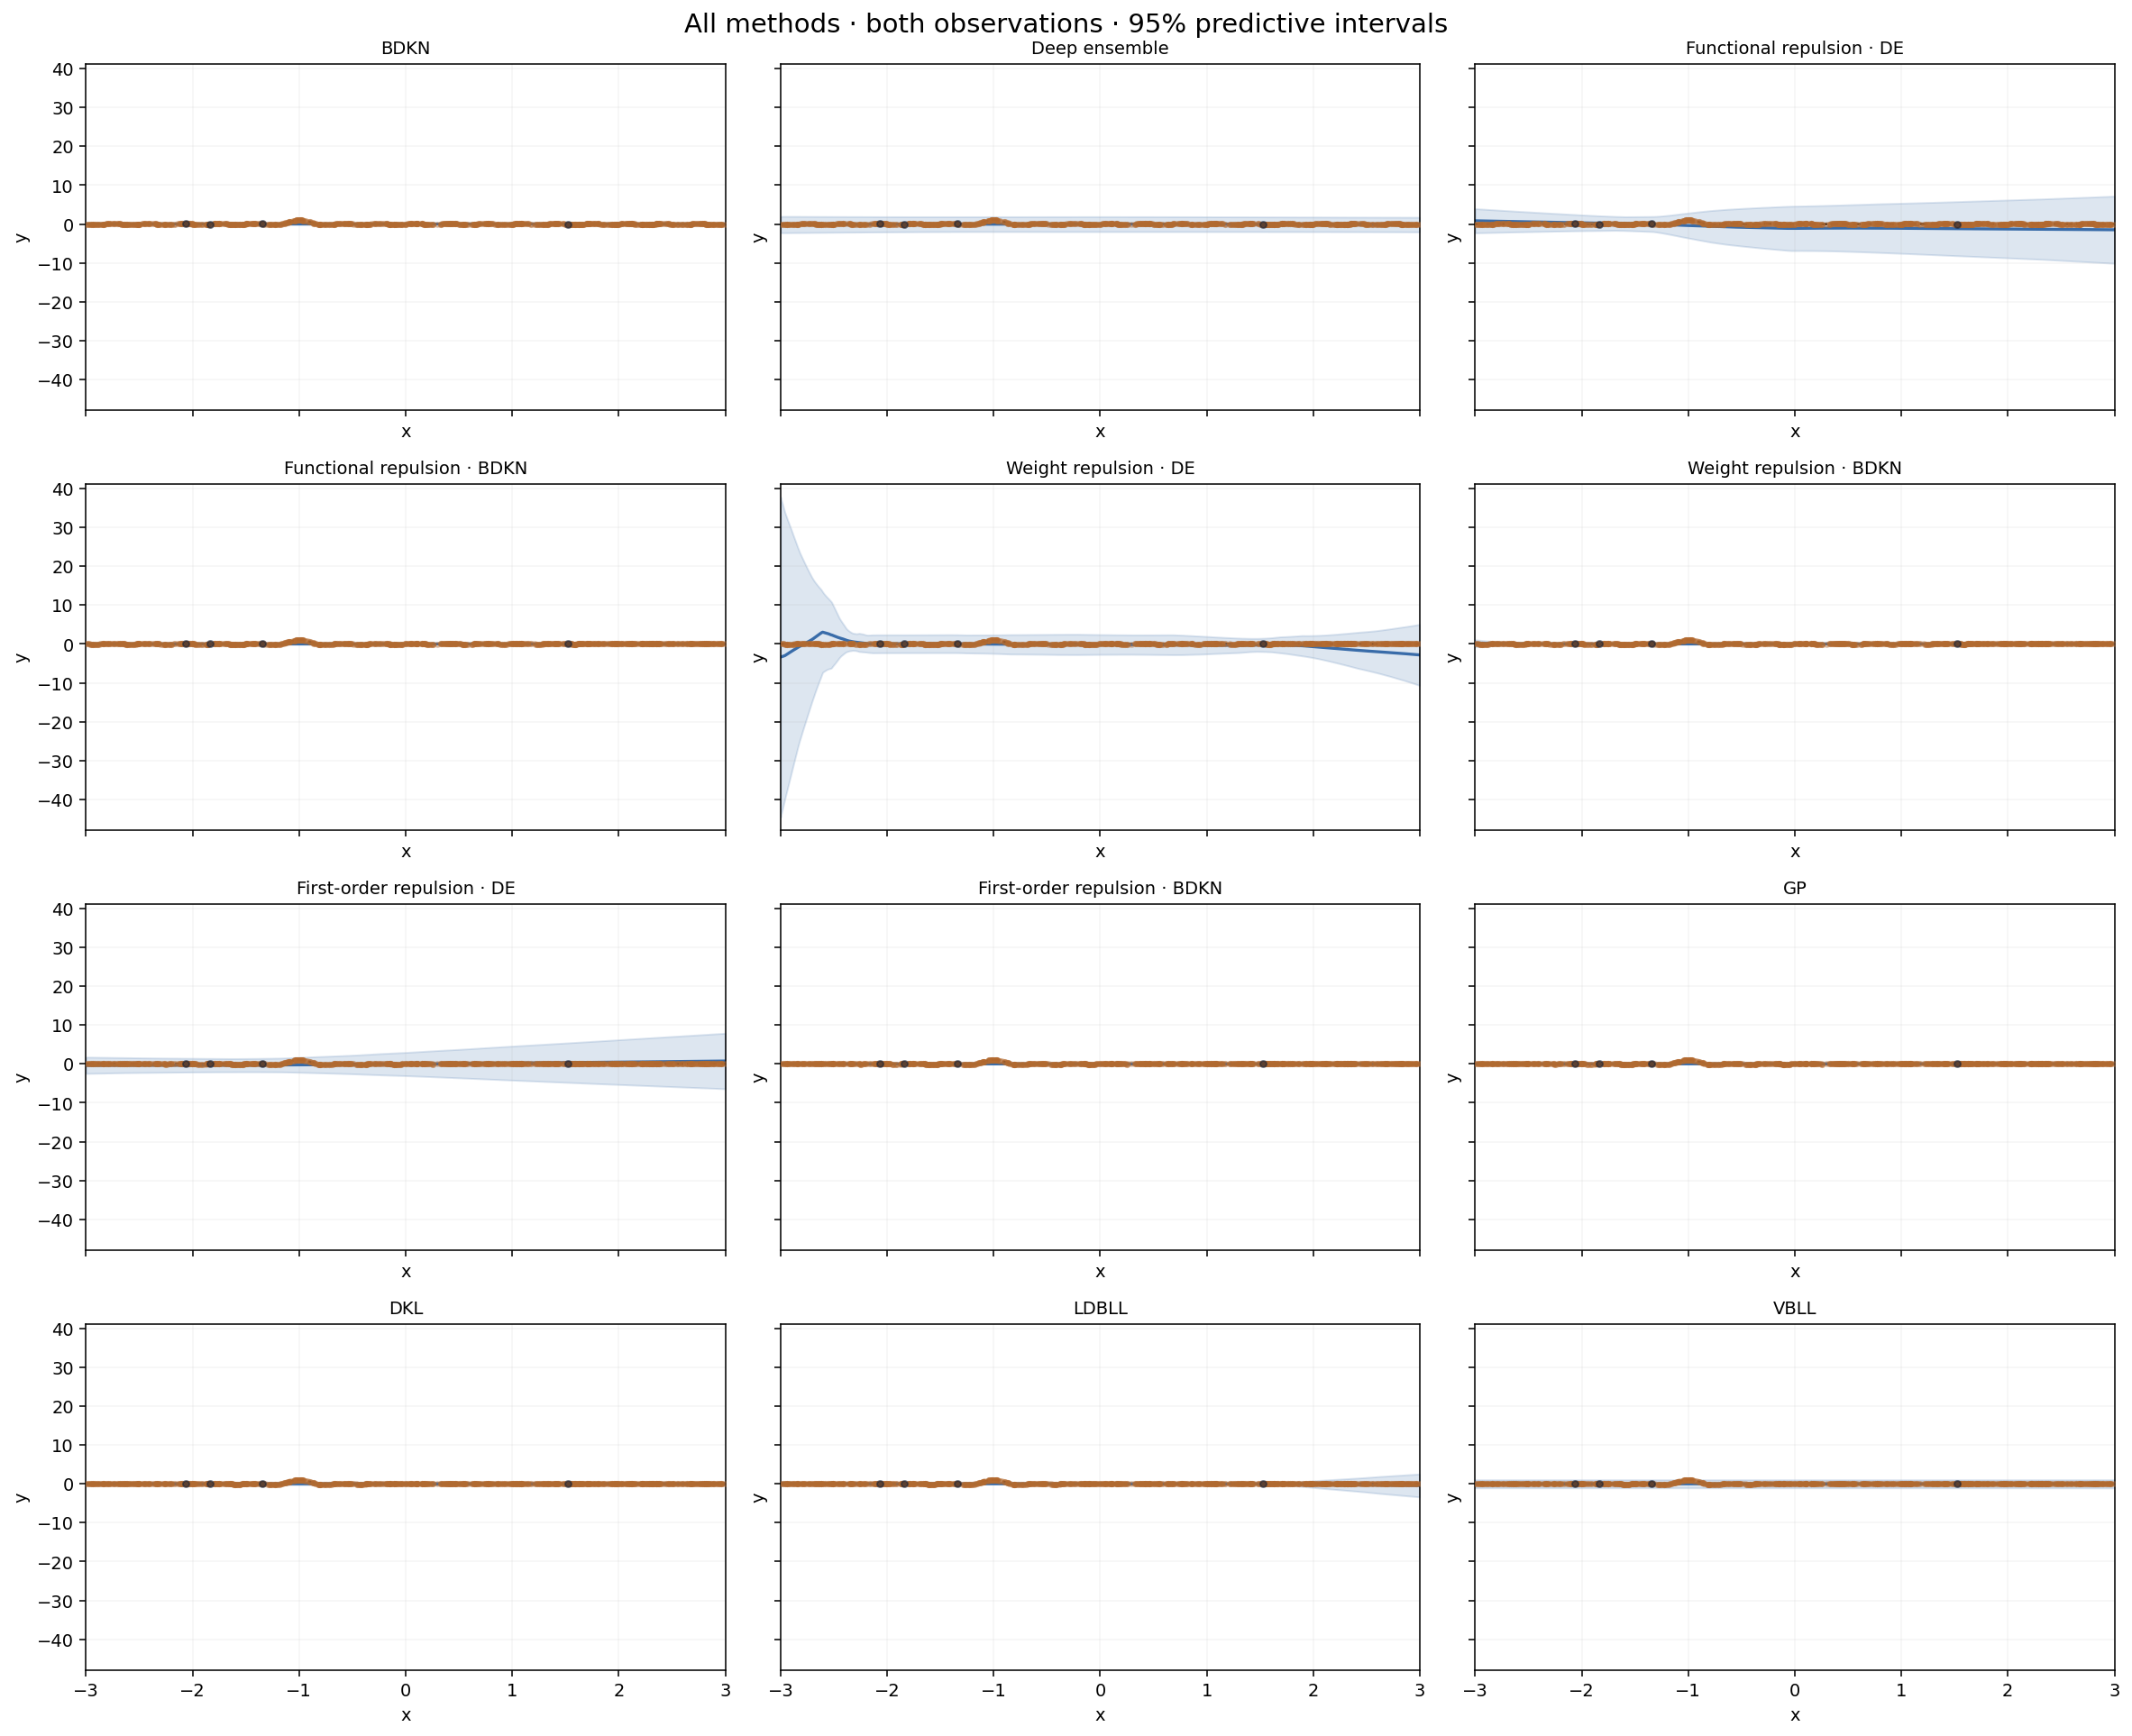 All methods · both observations · 95% predictive intervals
BDKN
Deep ensemble
Functional repulsion · DE
40
30
20
10
0
−10
−20
−30
−40
y
y
y
x
x
x
Functional repulsion · BDKN
Weight repulsion · DE
Weight repulsion · BDKN
40
30
20
10
0
−10
−20
−30
−40
y
y
y
x
x
x
First-order repulsion · DE
First-order repulsion · BDKN
GP
40
30
20
10
0
−10
−20
−30
−40
y
y
y
x
x
x
DKL
LDBLL
VBLL
40
30
20
10
0
−10
−20
−30
−40
y
y
y
−3 −2 −1 0 1 2 3
−3 −2 −1 0 1 2 3
−3 −2 −1 0 1 2 3
x
x
x